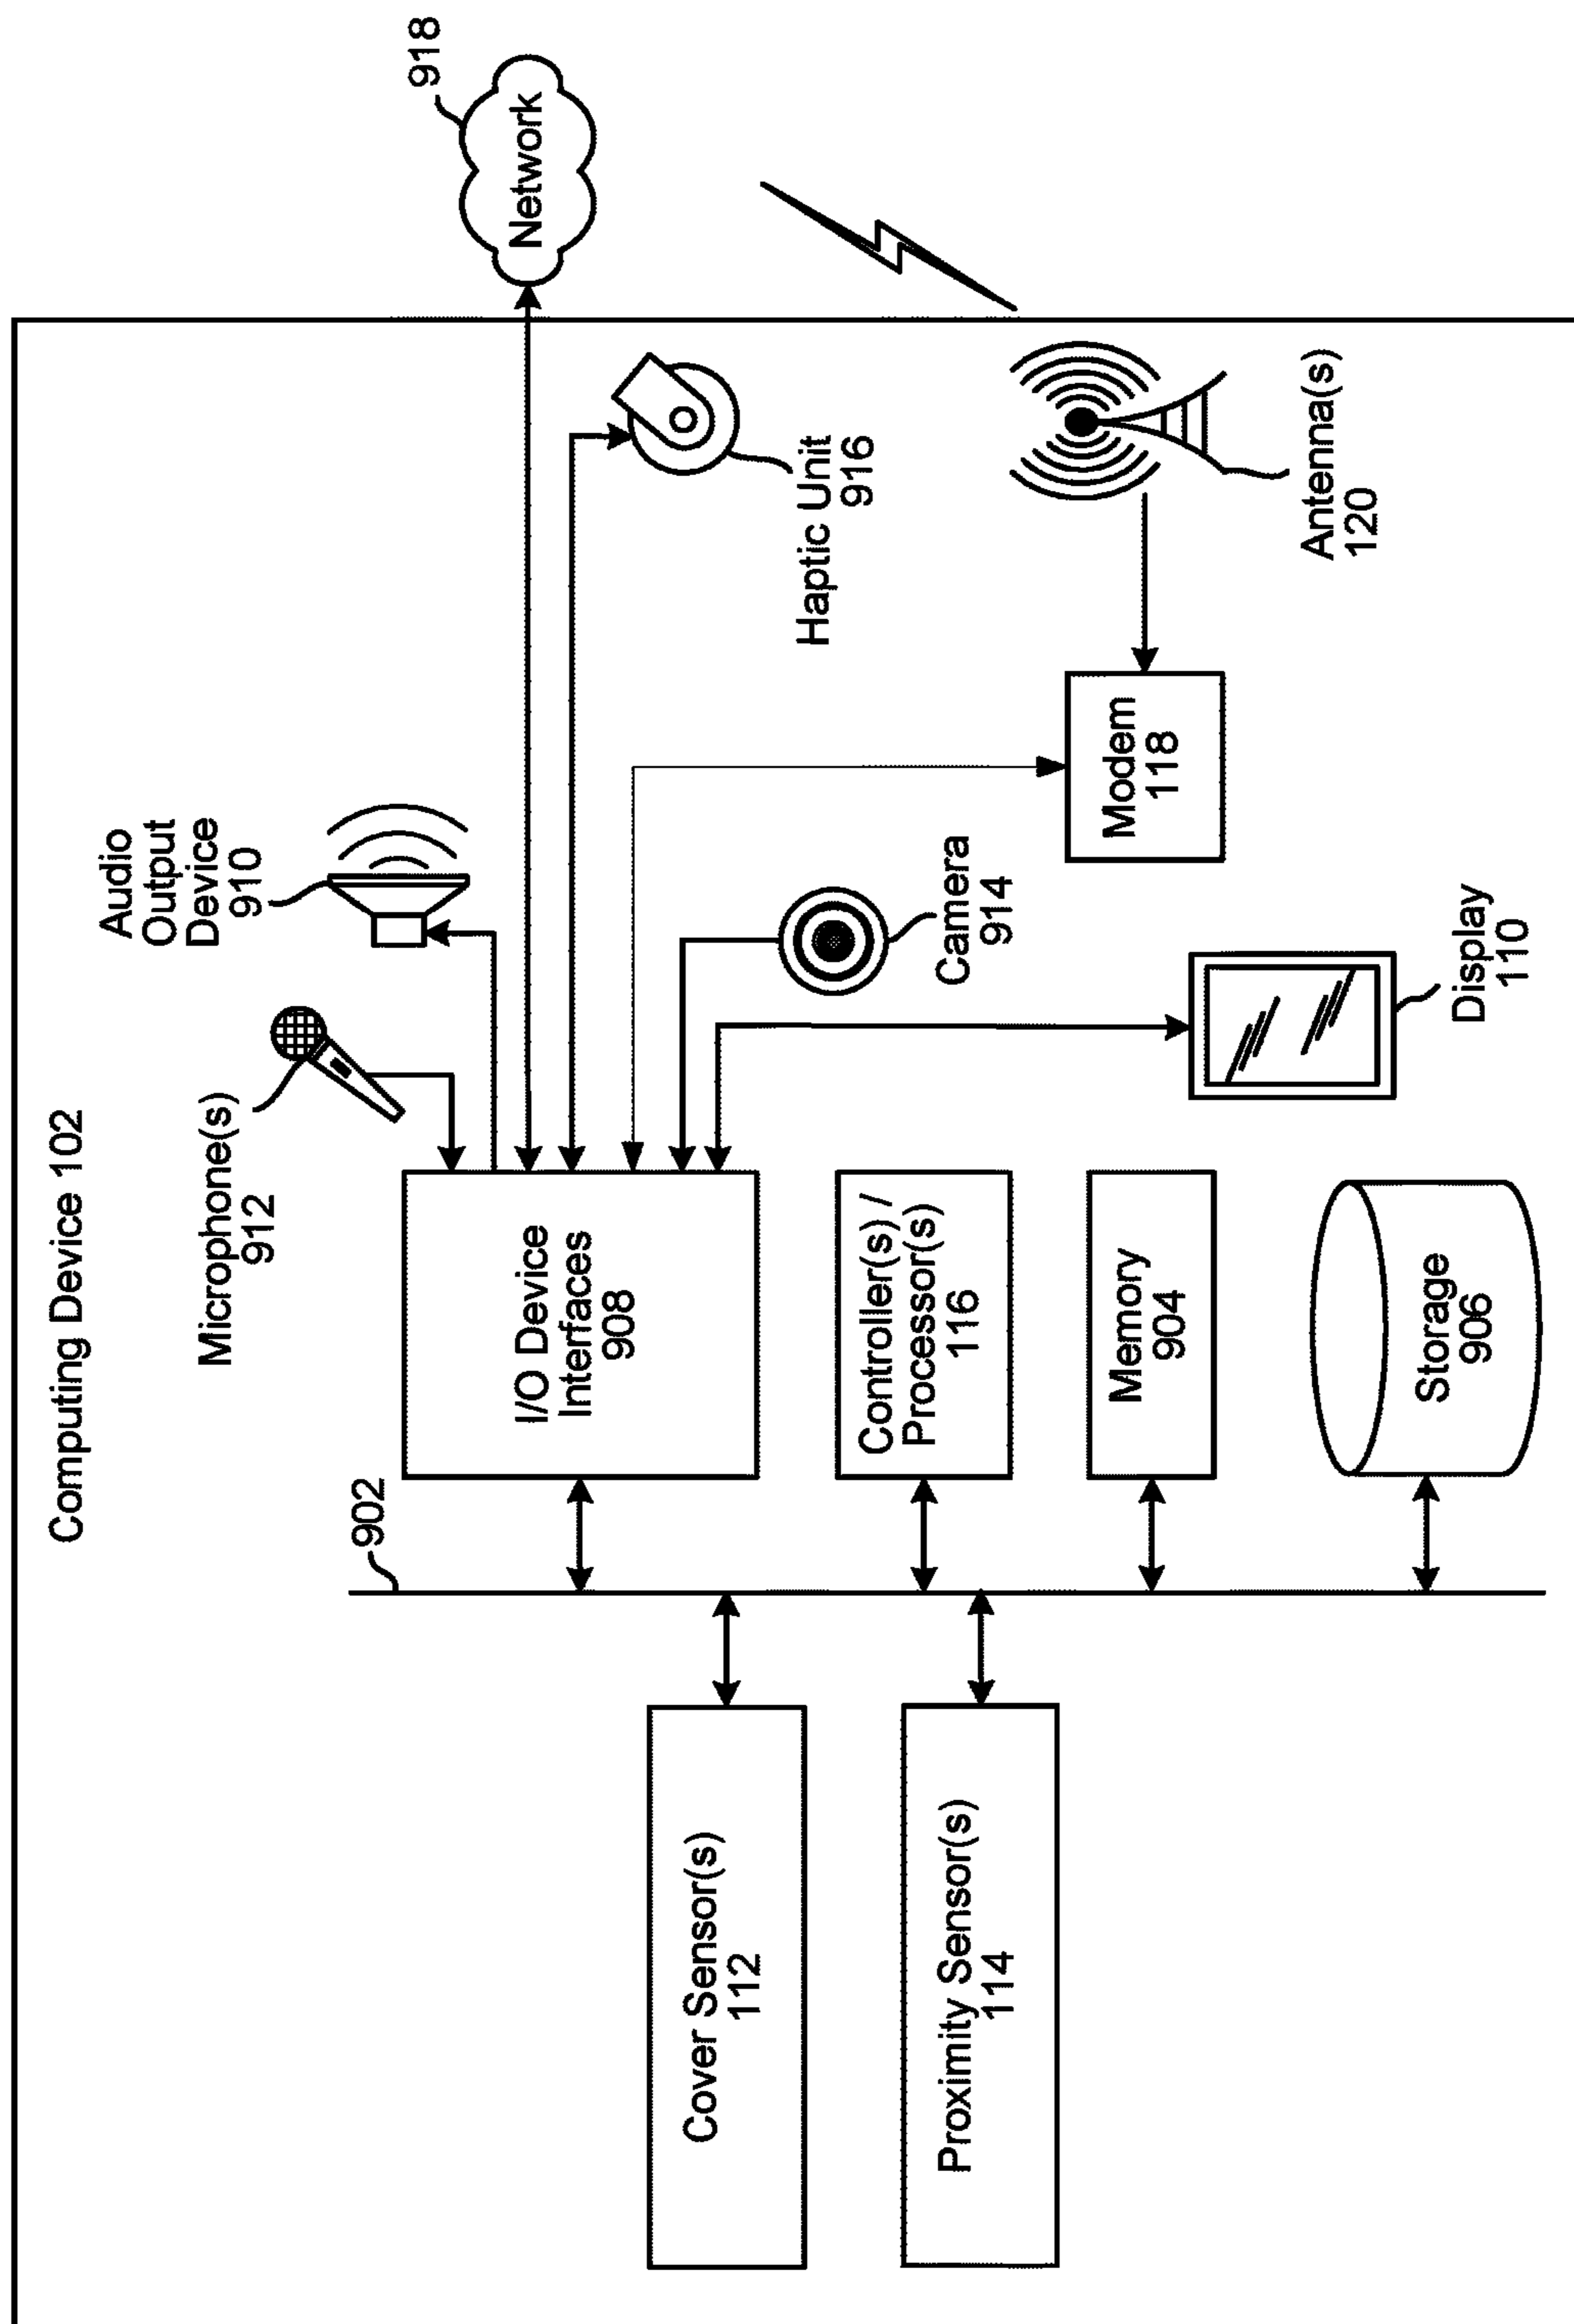 Computing Device 102
Microphone(s)
912
Audio
Output
Device
910
918
Network
902
I/O Device
Interfaces
908
Haptic Unit
916
Cover Sensor(s)
112
Controller(s) /
Processor(s)
116
Camera
914
Proximity Sensor(s)
114
Memory
904
Modem
118
Antenna(s)
120
Storage
906
Display
110